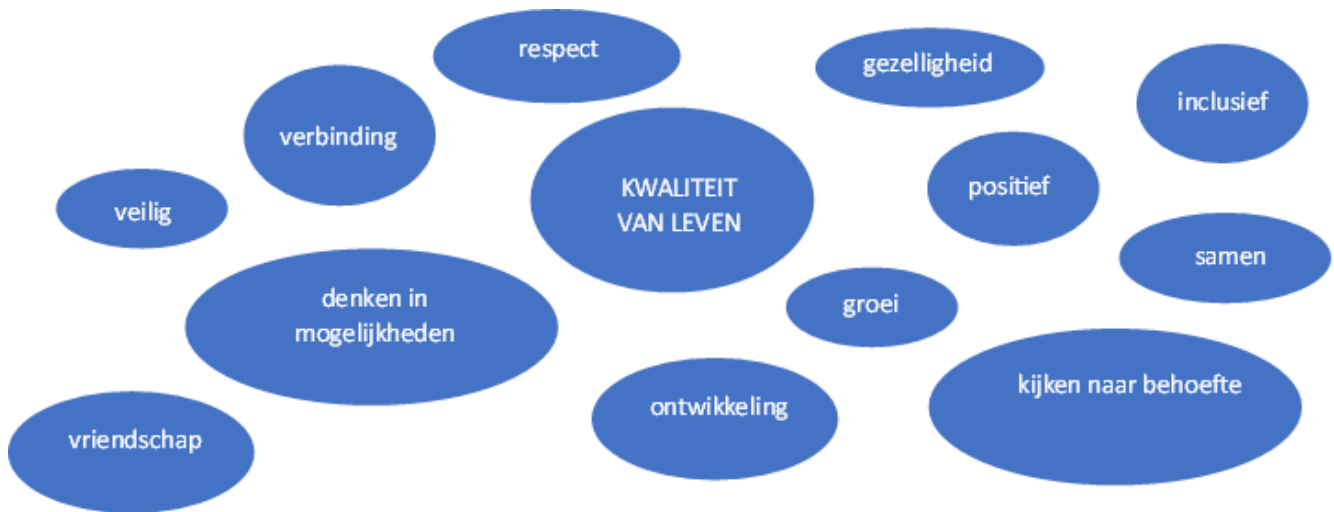 respect
gezelligheid
inclusief
verbinding
KWALITEIT
VAN LEVEN
positief
veilig
samen
denken in
mogelijkheden
groei
kijken naar behoefte
ontwikkeling
vriendschap